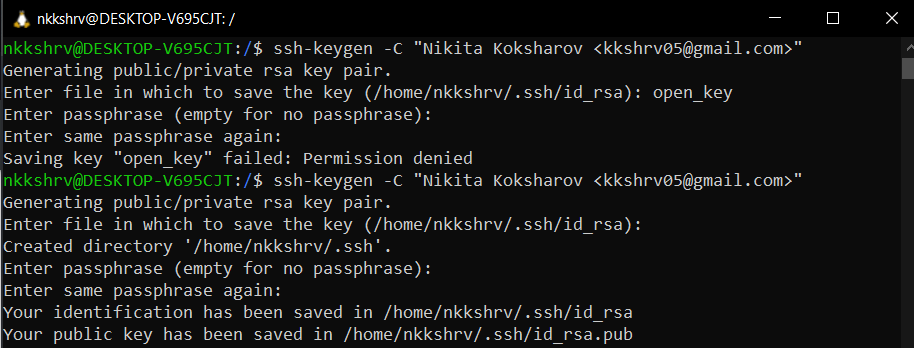 nkkshrv@DESKTOP-V695CJT: /
nkkshrv@DESKTOP-V695CJT:/$ ssh-keygen -C "Nikita Koksharov <kkshrv05@gmail.com>"
Generating public/private rsa key pair.
Enter file in which to save the key (/home/nkkshrv/.ssh/id_rsa): open_key
Enter passphrase (empty for no passphrase):
Enter same passphrase again:
Saving key "open_key" failed: Permission denied
nkkshrv@DESKTOP-V695CJT:/$ ssh-keygen -C "Nikita Koksharov <kkshrv05@gmail.com>"
Generating public/private rsa key pair.
Enter file in which to save the key (/home/nkkshrv/.ssh/id_rsa):
Created directory '/home/nkkshrv/.ssh'.
Enter passphrase (empty for no passphrase):
Enter same passphrase again:
Your identification has been saved in /home/nkkshrv/.ssh/id_rsa
Your public key has been saved in /home/nkkshrv/.ssh/id_rsa.pub